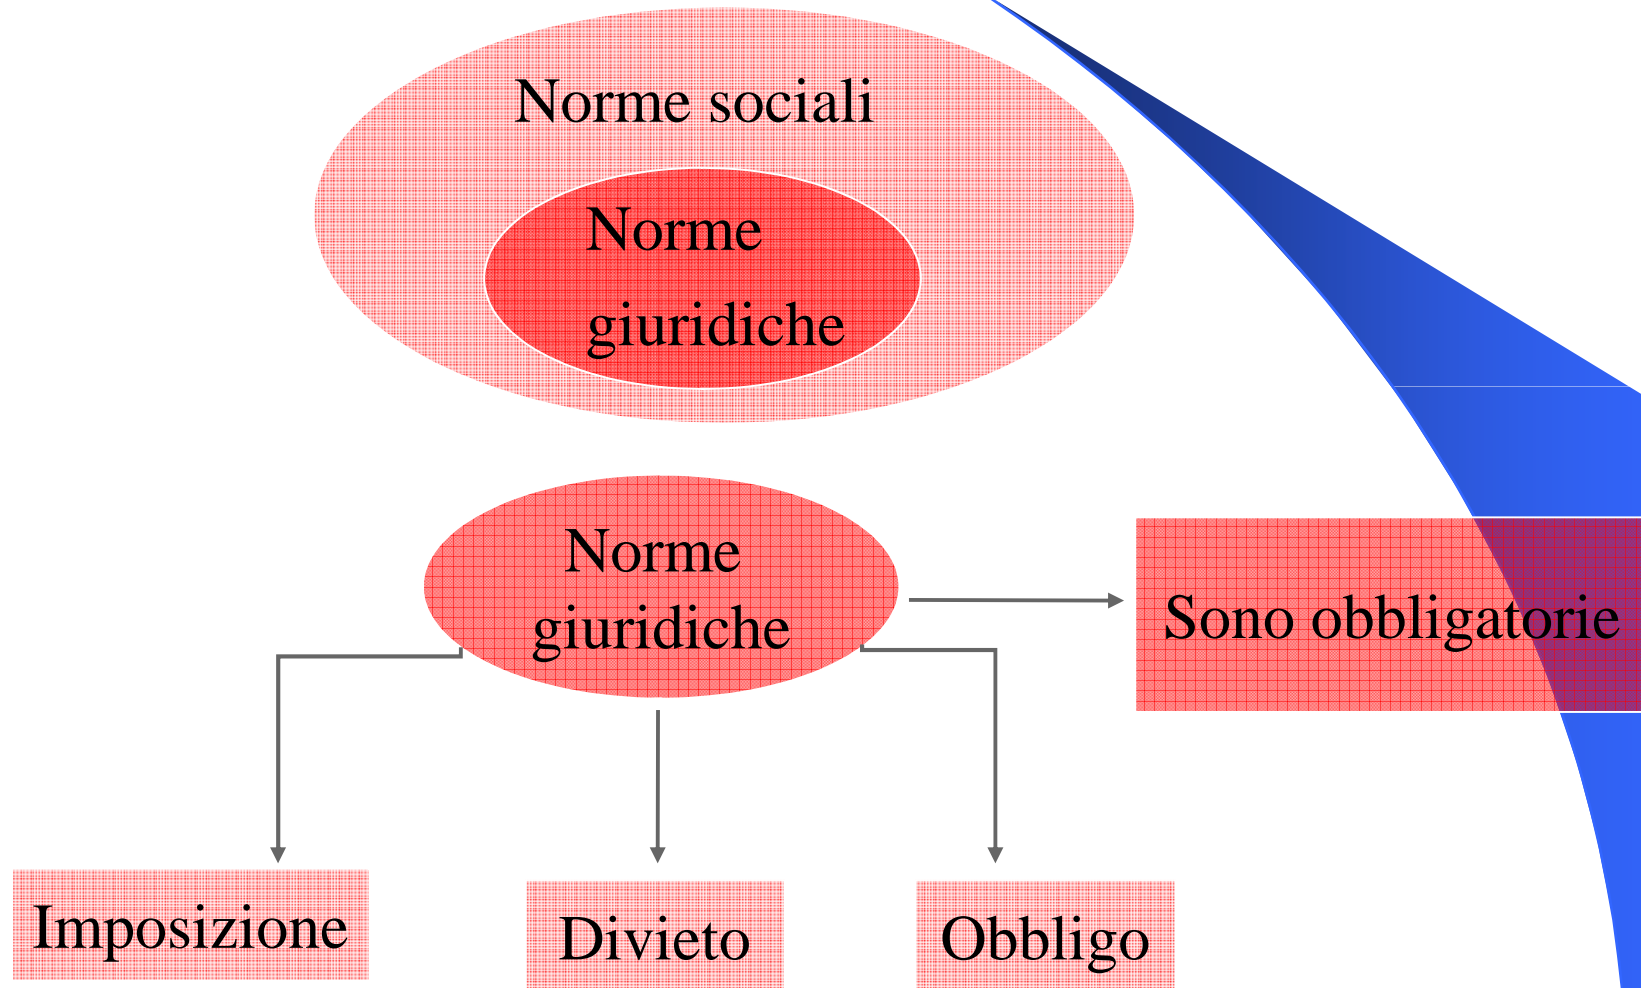 Norme sociali
Norme
giuridiche
Norme
giuridiche
Sono obbligatorie
Imposizione
Divieto
Obbligo